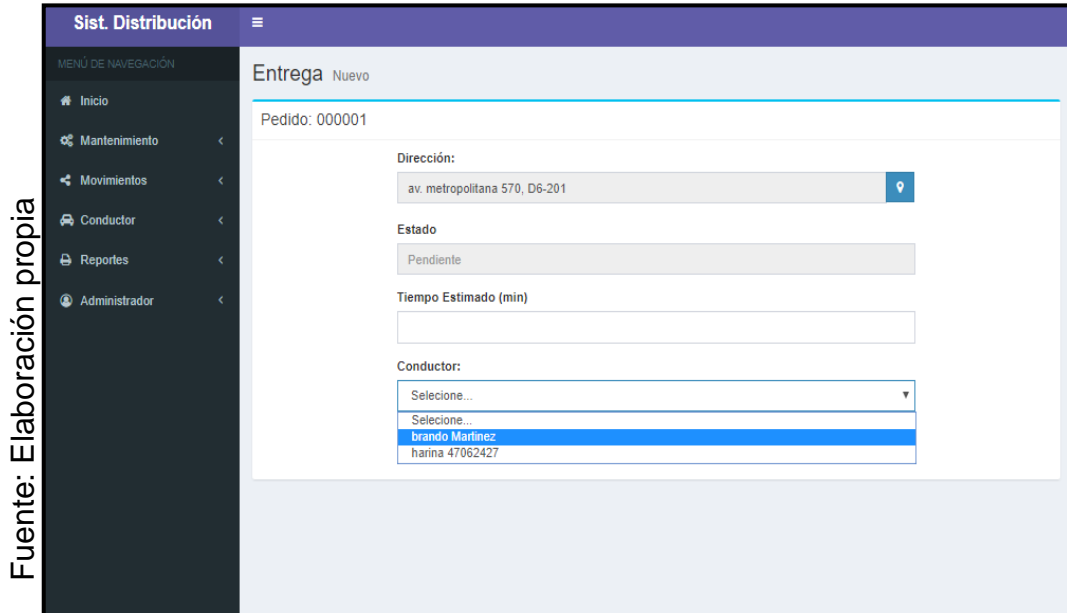 Sist. Distribución
MENÚ DE NAVEGACIÓN
Inicio
Mantenimiento
Movimientos
Conductor
Reportes
Administrador
Entrega Nuevo
Pedido: 000001
Dirección:
av. metropolitana 570, D6-201
Estado
Pendiente
Tiempo Estimado (min)
Conductor:
Selecione...
Selecione...
brando Martinez
harina 47062427
Fuente: Elaboración propia